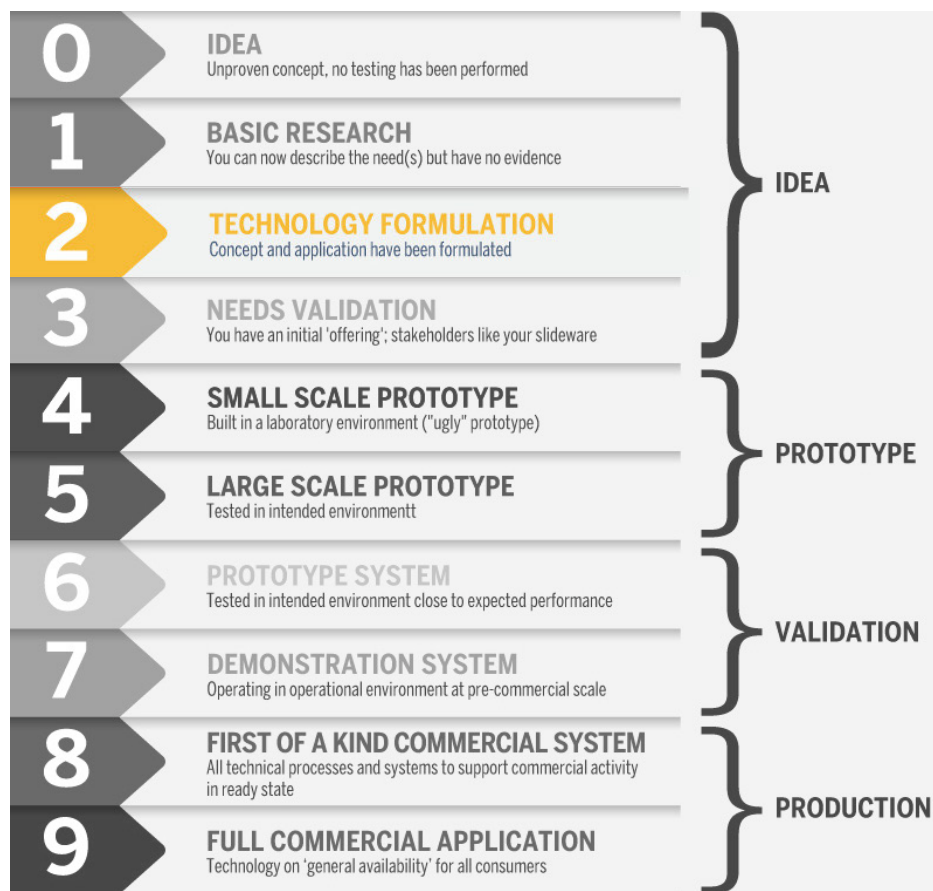 0
IDEA
Unproven concept, no testing has been performed
1
BASIC RESEARCH
You can now describe the need(s) but have no evidence
2
TECHNOLOGY FORMULATION
Concept and application have been formulated
3
NEEDS VALIDATION
You have an initial 'offering'; stakeholders like your slideware
IDEA
4
SMALL SCALE PROTOTYPE
Built in a laboratory environment ("ugly" prototype)
5
LARGE SCALE PROTOTYPE
Tested in intended environmentt
PROTOTYPE
6
PROTOTYPE SYSTEM
Tested in intended environment close to expected performance
7
DEMONSTRATION SYSTEM
Operating in operational environment at pre-commercial scale
VALIDATION
8
FIRST OF A KIND COMMERCIAL SYSTEM
All technical processes and systems to support commercial activity
in ready state
9
FULL COMMERCIAL APPLICATION
Technology on ‘general availability’ for all consumers
PRODUCTION